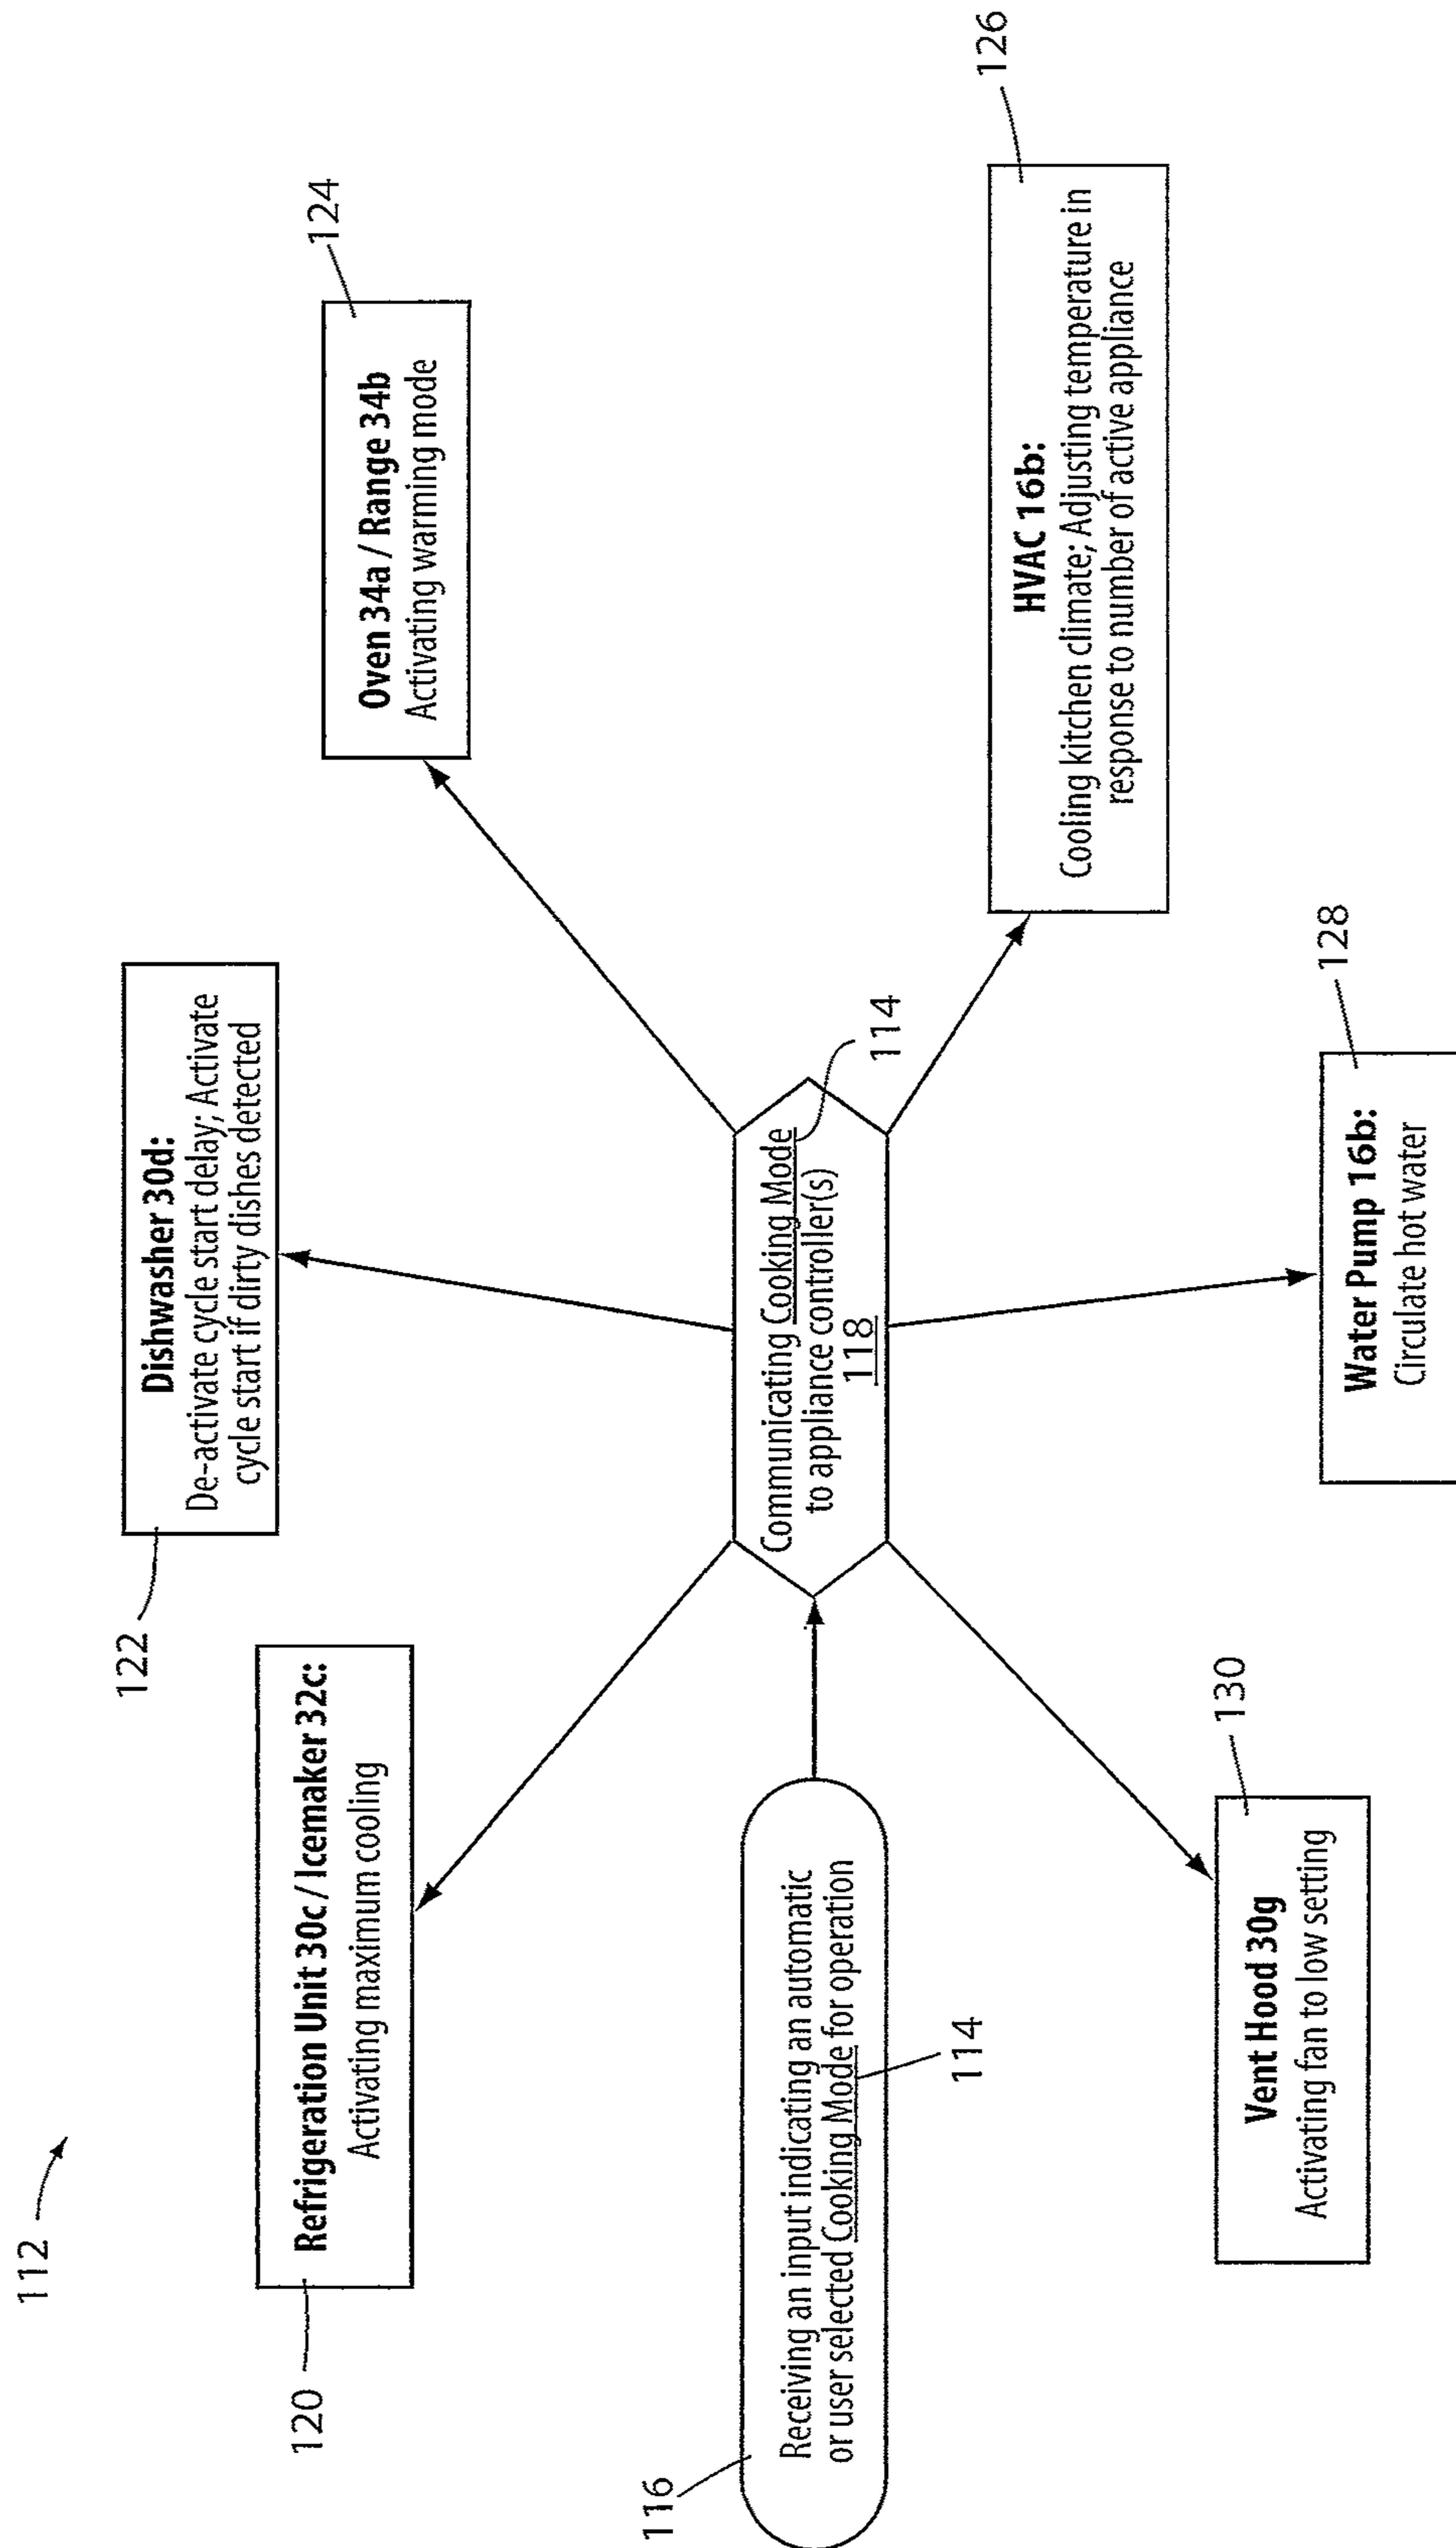 112
120
Refrigeration Unit 30c / Icemaker 32c:
Activating maximum cooling
122
Dishwasher 30d:
De-activate cycle start delay; Activate
cycle start if dirty dishes detected
124
Oven 34a / Range 34b
Activating warming mode
116
Receiving an input indicating an automatic
or user selected Cooking Mode for operation
114
Communicating Cooking Mode
to appliance controller(s)
118
114
126
HVAC 16b:
Cooling kitchen climate; Adjusting temperature in
response to number of active appliance
130
Vent Hood 30g
Activating fan to low setting
128
Water Pump 16b:
Circulate hot water